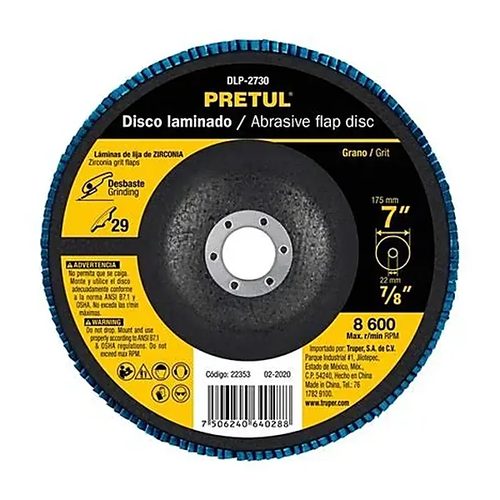 DLP-2730
PRETUL®
Disco laminado / Abrasive flap disc
Láminas de lija de ZIRCONIA
Zirconia grit flaps
Desbaste
Grinding
29
Grano / Grit
175 mm
7"
22 mm
7/8"
ADVERTENCIA
No permita que se caiga.
Monte y utilice el disco
adecuadamente conforme
a la norma ANSI B7.1 y
OSHA. No exceda las r/min
máximas.
WARNING
Do not drop. Mount and use
properly according to ANSI B7.1
& OSHA regulations. Do not
exceed max RPM.
8 600
Max. r/min RPM
Importado por: Truper, S.A. de C.V.
Parque Industrial #1, Jilotepec,
Estado de México, Méx.,
C.P. 54240, Hecho en China
Made in China, Tel.: 76
1782 9100.
www.truper.com
Código: 22353 02-2020
7 506240 640288